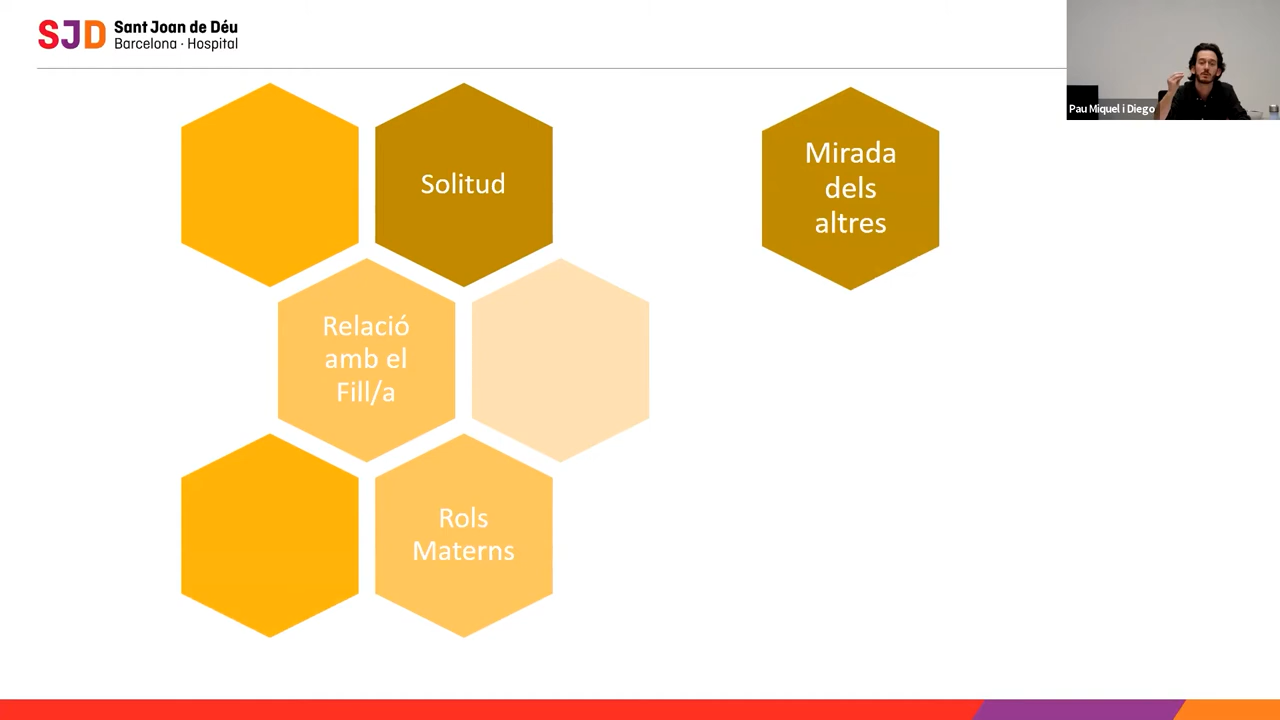 SJD
Sant Joan de Déu
Barcelona · Hospital
Pau Miquel i Diego
Solitud
Mirada
dels
altres
Relació
amb el
Fill/a
Rols
Materns